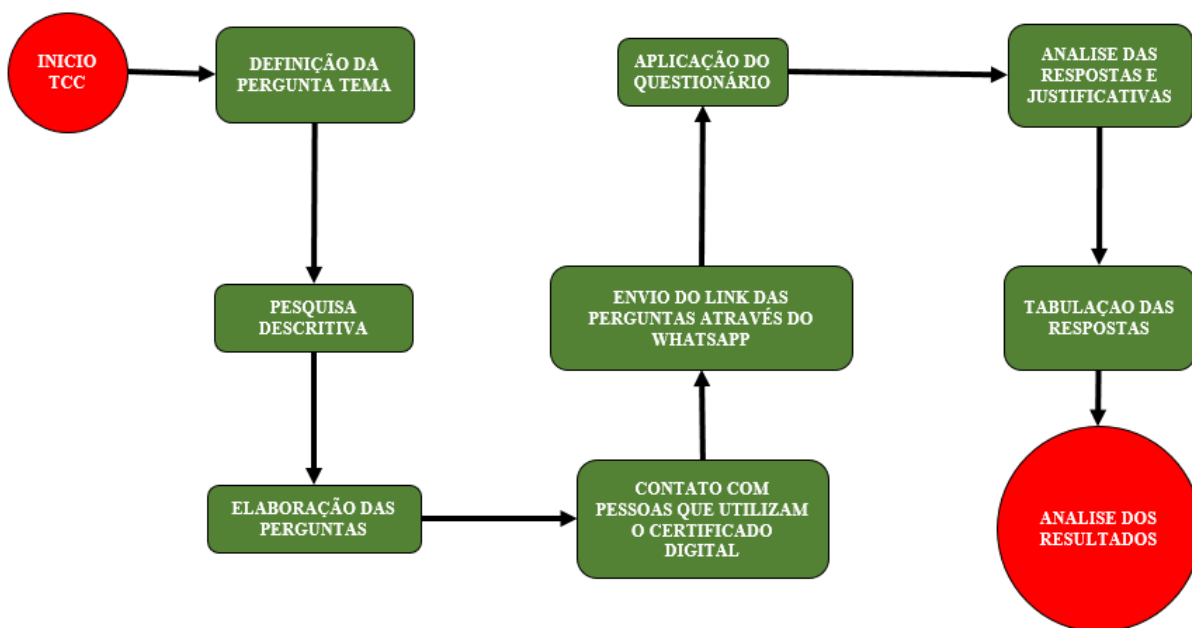 INICIO
TCC
DEFINIÇÃO DA
PERGUNTA TEMA
PESQUISA
DESCRITIVA
ELABORAÇÃO DAS
PERGUNTAS
CONTATO COM
PESSOAS QUE UTILIZAM
O CERTIFICADO
DIGITAL
ENVIO DO LINK DAS
PERGUNTAS ATRAVÉS DO
WHATSAPP
APLICAÇÃO DO
QUESTIONÁRIO
ANALISE DAS
RESPOSTAS E
JUSTIFICATIVAS
TABULAÇAO DAS
RESPOSTAS
ANALISE DOS
RESULTADOS